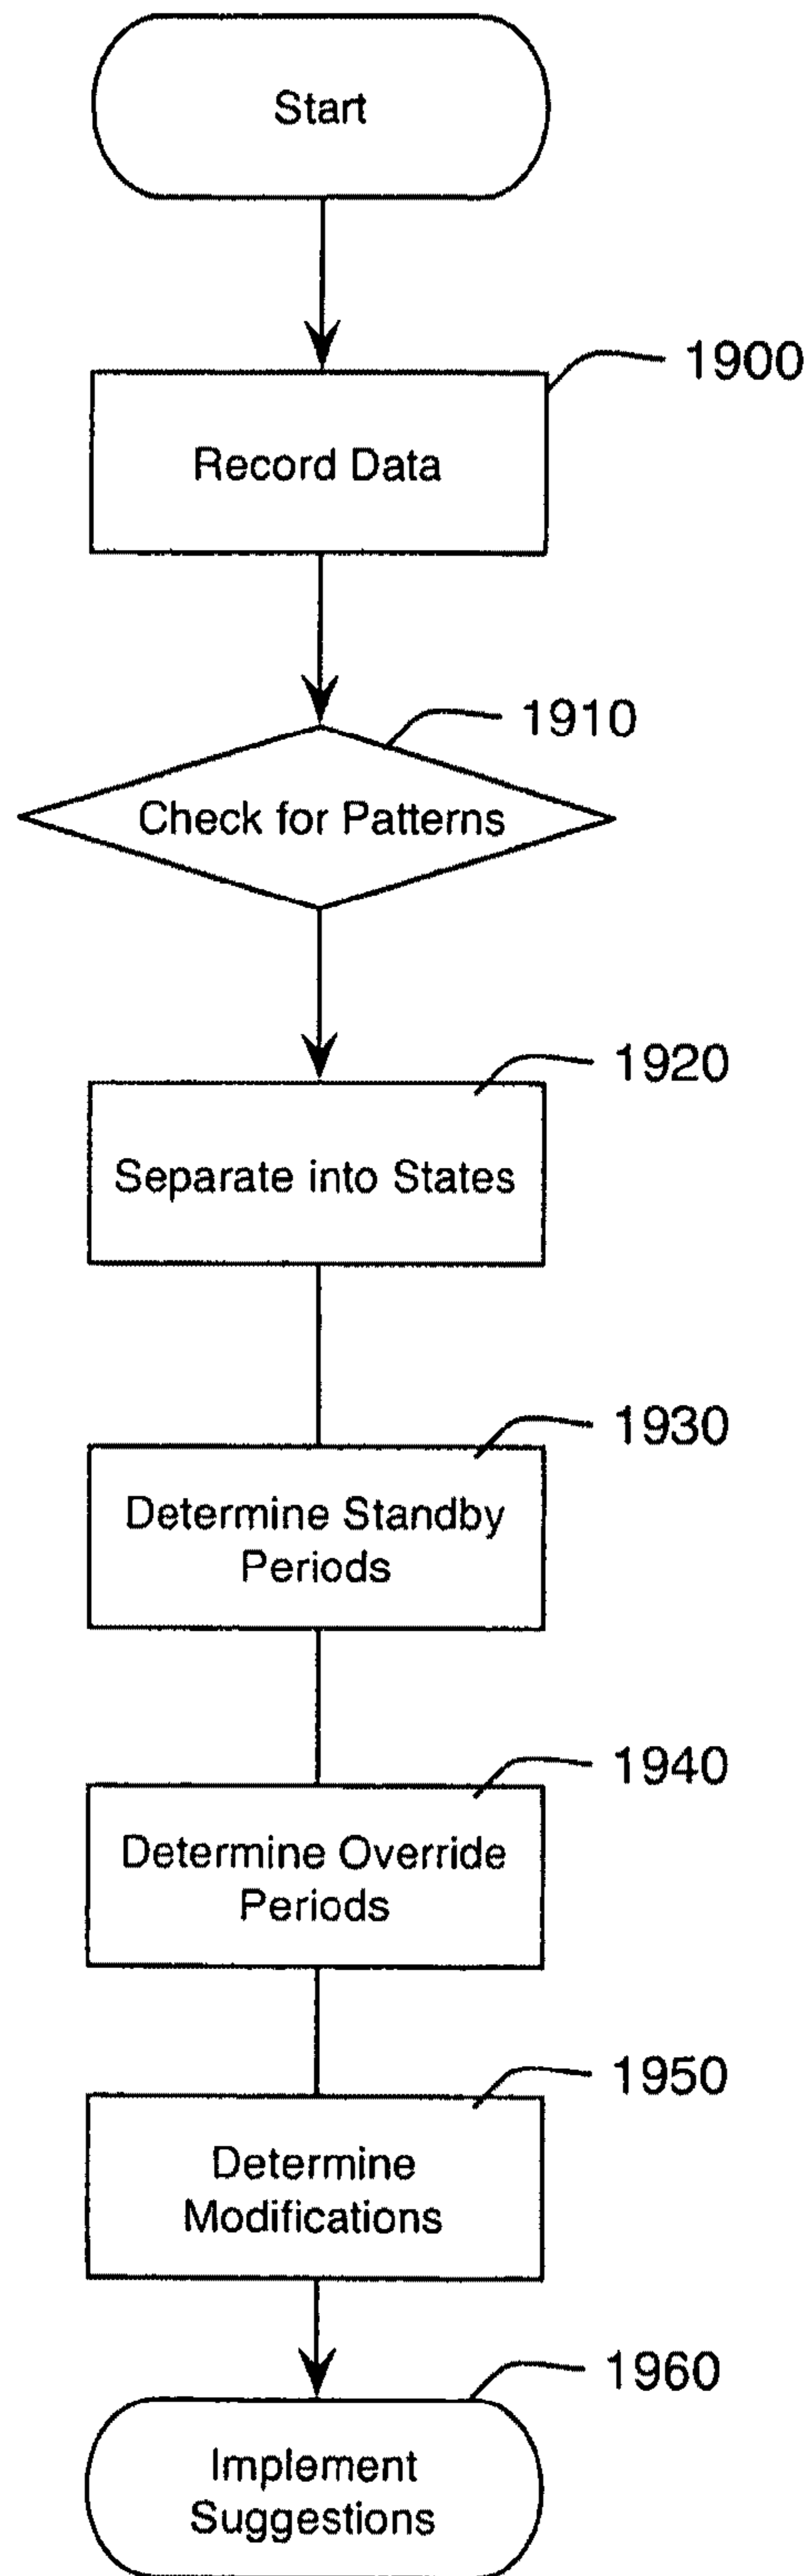 Start
1900
Record Data
1910
Check for Patterns
1920
Separate into States
1930
Determine Standby
Periods
1940
Determine Override
Periods
1950
Determine
Modifications
1960
Implement
Suggestions